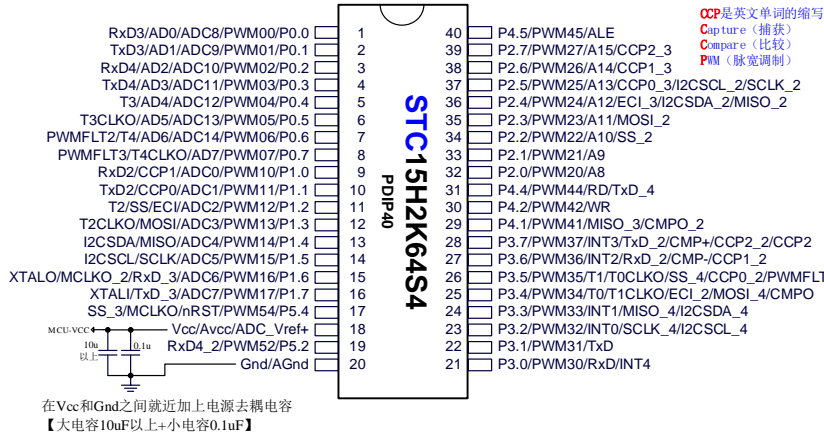 CCP是英文单词的缩写
Capture（捕获）
Compare（比较）
PWM（脉宽调制）
RxD3/AD0/ADC8/PWM00/P0.0 1
TxD3/AD1/ADC9/PWM01/P0.1 2
RxD4/AD2/ADC10/PWM02/P0.2 3
TxD4/AD3/ADC11/PWM03/P0.3 4
T3/AD4/ADC12/PWM04/P0.4 5
T3CLKO/AD5/ADC13/PWM05/P0.5 6
PWMFLT2/T4/AD6/ADC14/PWM06/P0.6 7
PWMFLT3/T4CLKO/AD7/PWM07/P0.7 8
RxD2/CCP1/ADC0/PWM10/P1.0 9
TxD2/CCP0/ADC1/PWM11/P1.1 10
T2/SS/ECI/ADC2/PWM12/P1.2 11
T2CLKO/MOSI/ADC3/PWM13/P1.3 12
I2CSDA/MISO/ADC4/PWM14/P1.4 13
I2CSCL/SCLK/ADC5/PWM15/P1.5 14
XTALO/MCLKO_2/RxD_3/ADC6/PWM16/P1.6 15
XTALI/TxD_3/ADC7/PWM17/P1.7 16
SS_3/MCLKO/nRST/PWM54/P5.4 17
MCU-VCC Vcc/Avcc/ADC_Vref+ 18
10u以上 0.1u RxD4_2/PWM52/P5.2 19
Gnd/AGnd 20
STC15H2K64S4
PDIP40
40 P4.5/PWM45/ALE
39 P2.7/PWM27/A15/CCP2_3
38 P2.6/PWM26/A14/CCP1_3
37 P2.5/PWM25/A13/CCP0_3/I2CSCL_2/SCLK_2
36 P2.4/PWM24/A12/ECI_3/I2CSDA_2/MISO_2
35 P2.3/PWM23/A11/MOSI_2
34 P2.2/PWM22/A10/SS_2
33 P2.1/PWM21/A9
32 P2.0/PWM20/A8
31 P4.4/PWM44/RD/TxD_4
30 P4.2/PWM42/WR
29 P4.1/PWM41/MISO_3/CMPO_2
28 P3.7/PWM37/INT3/TxD_2/CMP+/CCP2_2/CCP2
27 P3.6/PWM36/INT2/RxD_2/CMP-/CCP1_2
26 P3.5/PWM35/T1/T0CLKO/SS_4/CCP0_2/PWMFLT
25 P3.4/PWM34/T0/T1CLKO/ECI_2/MOSI_4/CMPO
24 P3.3/PWM33/INT1/MISO_4/I2CSDA_4
23 P3.2/PWM32/INT0/SCLK_4/I2CSCL_4
22 P3.1/PWM31/TxD
21 P3.0/PWM30/RxD/INT4
在Vcc和Gnd之间就近加上电源去耦电容
【大电容10uF以上+小电容0.1uF】